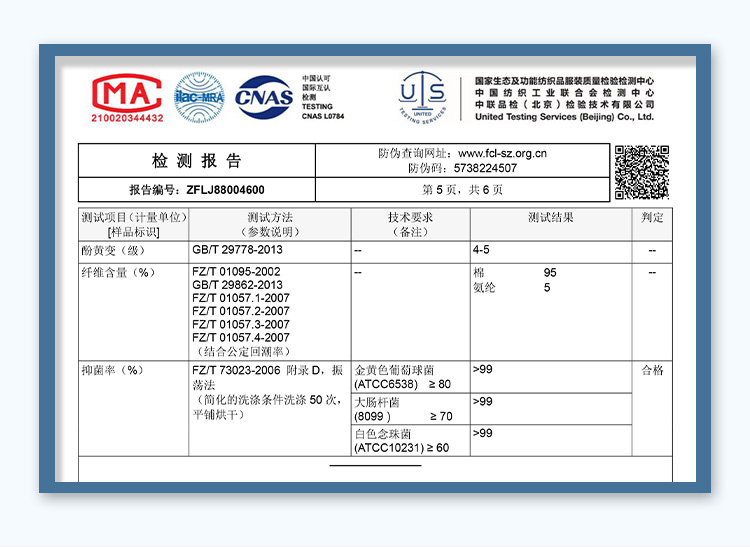 MA
210020344432
ilac-MRA
CNAS
中国认可
国际互认
检测
TESTING
CNAS L0784
UTS
UNITED
TESTING SERVICES
国家生态及功能纺织品服装质量检验检测中心
中国纺织工业联合会检测中心
中联品检（北京）检验技术有限公司
United Testing Services (Beijing) Co., Ltd.
检测报告
防伪查询网址：www.fcl-sz.org.cn
防伪码：5738224507
报告编号：ZFLJ88004600
第 5 页，共 6 页
测试项目（计量单位）
[样品标识]
测试方法
（参数说明）
技术要求
（备注）
测试结果
判定
酚黄变（级）
GB/T 29778-2013
--
4-5
--
纤维含量（%）
FZ/T 01095-2002
GB/T 29862-2013
FZ/T 01057.1-2007
FZ/T 01057.2-2007
FZ/T 01057.3-2007
FZ/T 01057.4-2007
（结合公定回潮率）
--
棉 95
氨纶 5
--
抑菌率（%）
FZ/T 73023-2006 附录 D，振
荡法
（简化的洗涤条件洗涤 50 次，
平铺烘干）
金黄色葡萄球菌
(ATCC6538) ≥ 80
>99
合格
大肠杆菌
(8099 ) ≥ 70
>99
白色念珠菌
(ATCC10231) ≥ 60
>99